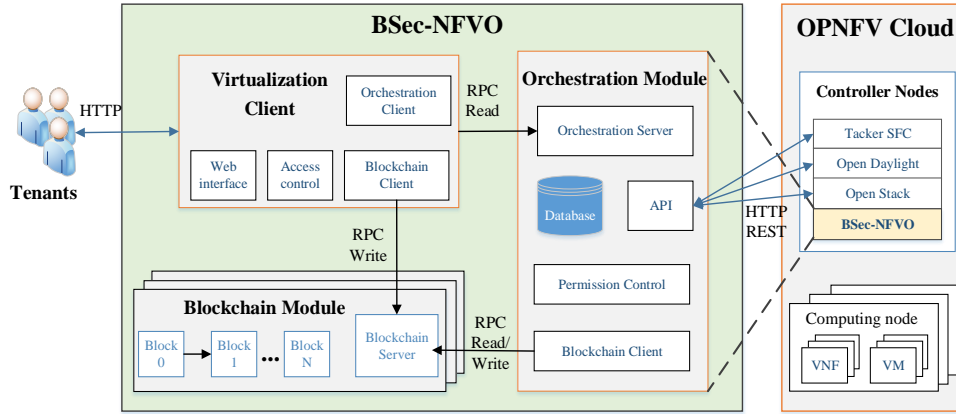 BSec-NFVO
OPNFV Cloud
Virtualization
Client
Orchestration
Client
Web
interface
Access
control
Blockchain
Client
HTTP
Tenants
RPC
Read
Orchestration Module
Orchestration Server
Database
API
Permission Control
Blockchain Client
HTTP
REST
Controller Nodes
Tacker SFC
Open Daylight
Open Stack
BSec-NFVO
RPC
Write
Blockchain Module
Block
0
Block
1
...
Block
N
Blockchain
Server
RPC
Read/
Write
Computing node
VNF
VM